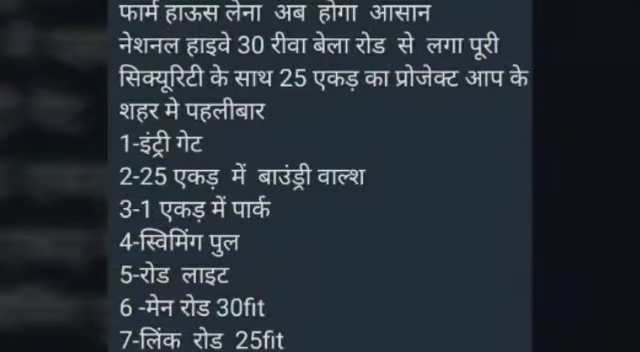 फार्म हाऊस लेना अब होगा आसान
नेशनल हाइवे 30 रीवा बेला रोड से लगा पूरी
सिक्यूरिटी के साथ 25 एकड़ का प्रोजेक्ट आप के
शहर मे पहलीबार
1-इंट्री गेट
2-25 एकड़ में बाउंड्री वाल्श
3-1 एकड़ में पार्क
4-स्विमिंग पुल
5-रोड लाइट
6 -मेन रोड 30fit
7-लिंक रोड 25fit